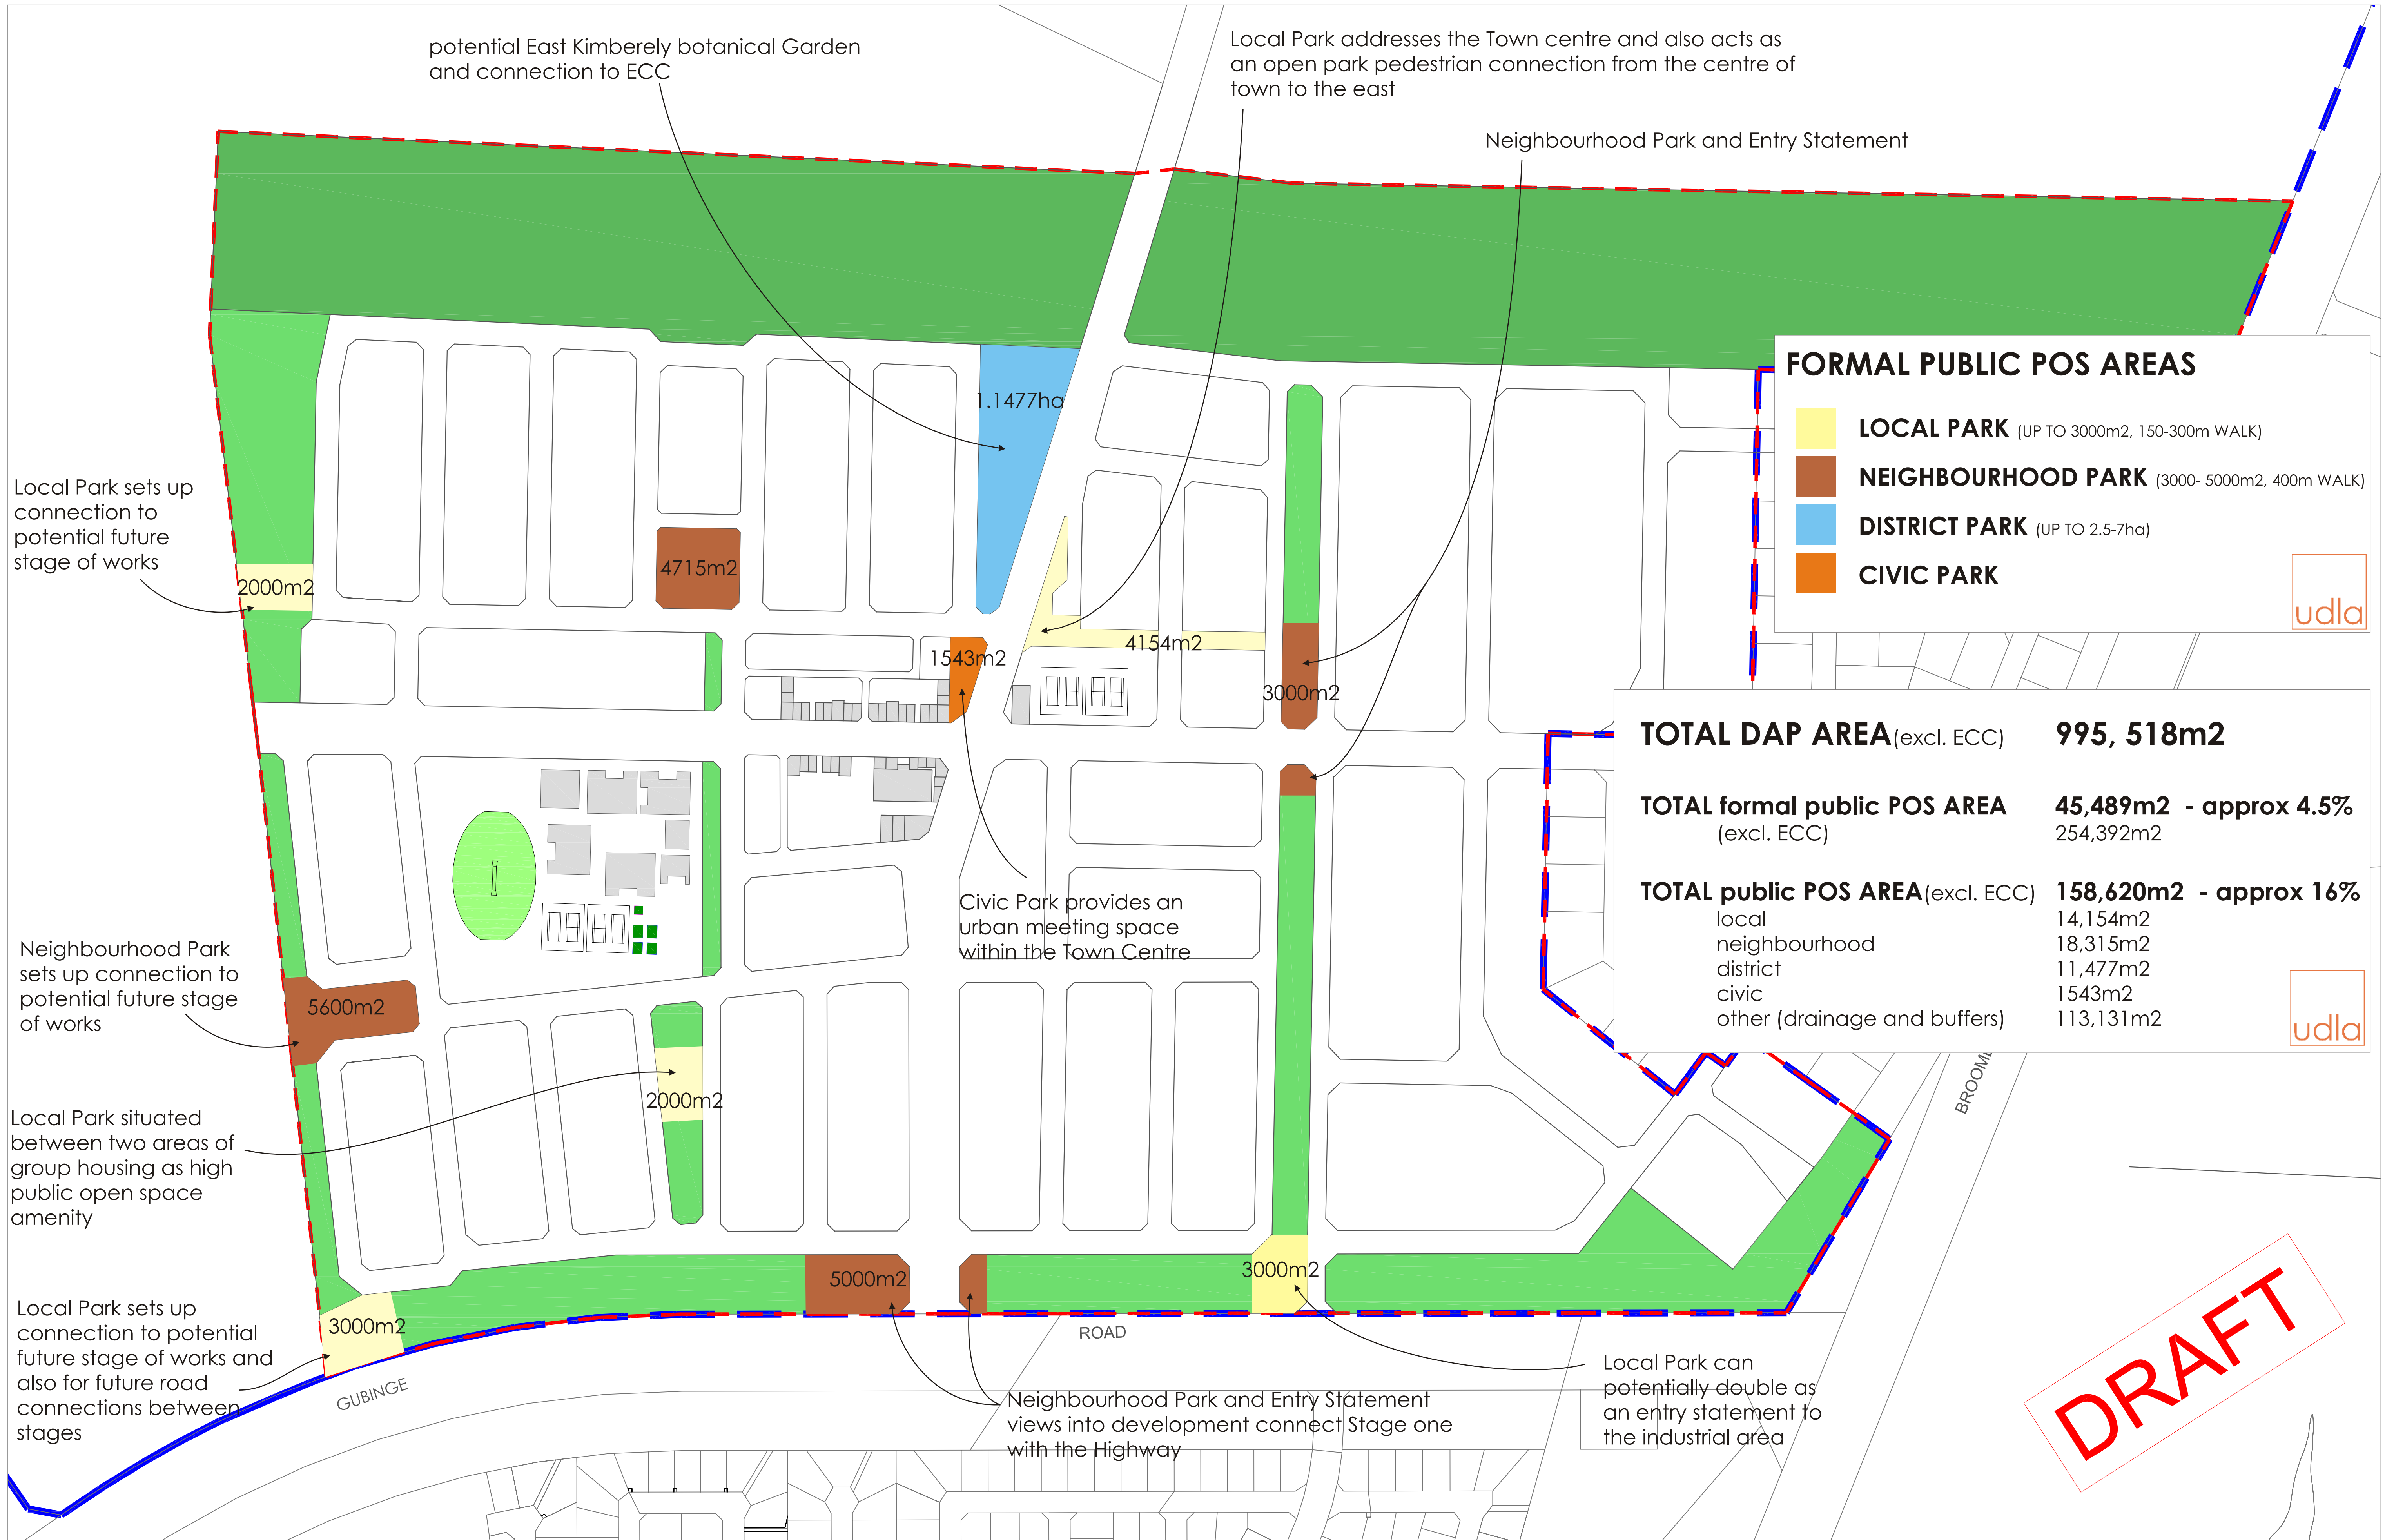 potential East Kimberely botanical Garden
and connection to ECC
Local Park addresses the Town centre and also acts as
an open park pedestrian connection from the centre of
town to the east
Neighbourhood Park and Entry Statement
FORMAL PUBLIC POS AREAS
LOCAL PARK (UP TO 3000m2, 150-300m WALK)
NEIGHBOURHOOD PARK (3000- 5000m2, 400m WALK)
DISTRICT PARK (UP TO 2.5-7ha)
CIVIC PARK
udla
1.1477ha
Local Park sets up
connection to
potential future
stage of works
2000m2
4715m2
4154m2
1543m2
3000m2
TOTAL DAP AREA(excl. ECC) 995, 518m2
TOTAL formal public POS AREA 45,489m2 - approx 4.5%
(excl. ECC) 254,392m2
TOTAL public POS AREA(excl. ECC) 158,620m2 - approx 16%
local 14,154m2
neighbourhood 18,315m2
district 11,477m2
civic 1543m2
other (drainage and buffers) 113,131m2
udla
Civic Park provides an
urban meeting space
within the Town Centre
Neighbourhood Park
sets up connection to
potential future stage
of works
5600m2
2000m2
Local Park situated
between two areas of
group housing as high
public open space
amenity
5000m2
3000m2
3000m2
Local Park sets up
connection to potential
future stage of works and
also for future road
connections between
stages
GUBINGE
ROAD
Neighbourhood Park and Entry Statement
views into development connect Stage one
with the Highway
Local Park can
potentially double as
an entry statement to
the industrial area
DRAFT